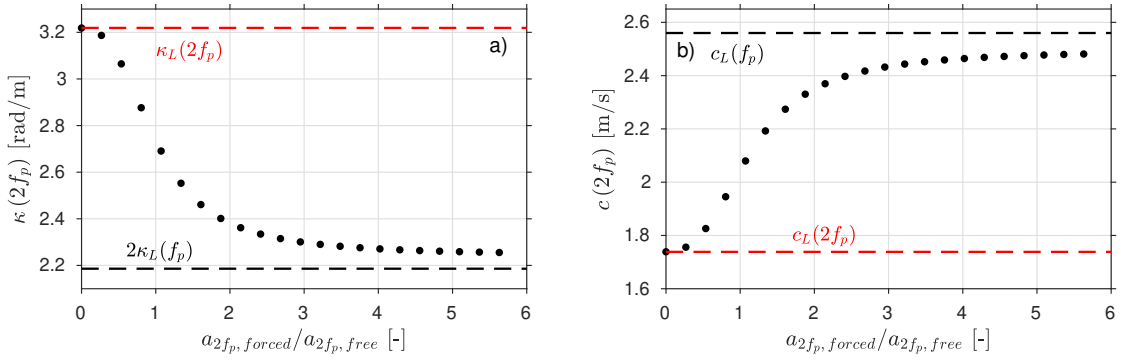 3.2
3
2.8
2.6
2.4
2.2
κ (2f_p) [rad/m]
κ_L(2f_p)
a)
2κ_L(f_p)
0 1 2 3 4 5 6
a_{2f_p, forced}/a_{2f_p, free} [-]
2.6
2.4
2.2
2
1.8
1.6
c (2f_p) [m/s]
b)
c_L(f_p)
c_L(2f_p)
0 1 2 3 4 5 6
a_{2f_p, forced}/a_{2f_p, free} [-]